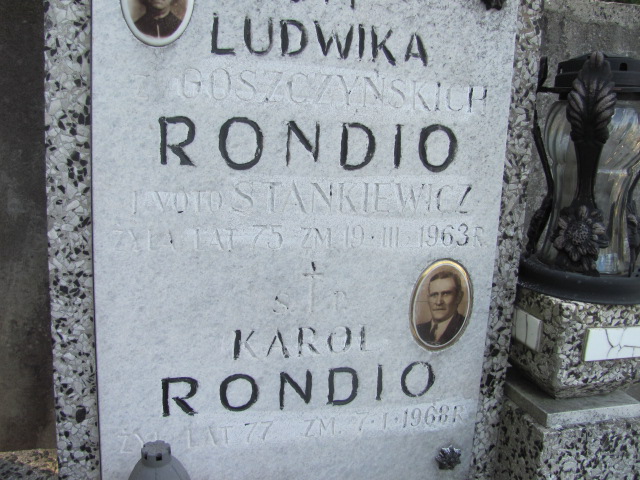 LUDWIKA
Z GOSZCZYŃSKICH
RONDIO
I VOTO STANKIEWICZ
ŻYŁA LAT 75 ZM. 19·III·1963 R.
Ś. † P.
KAROL
RONDIO
ŻYŁ LAT 77 ZM. 7·I·1968 R.